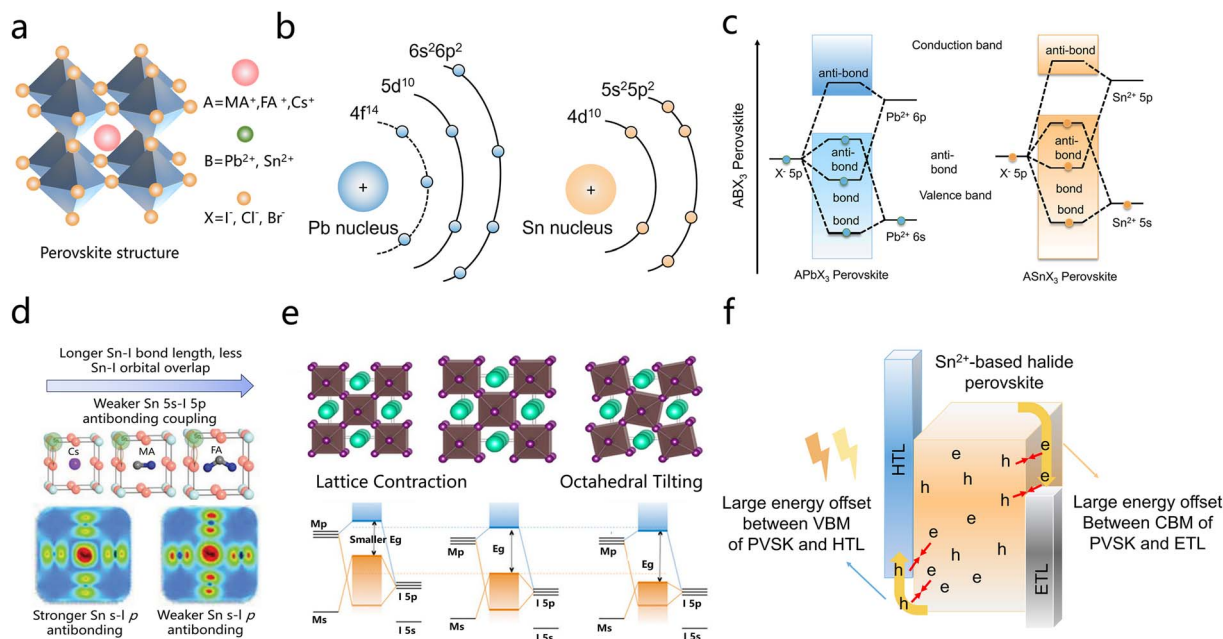 a
A=MA⁺,FA ⁺,Cs⁺
B=Pb²⁺, Sn²⁺
X=I⁻, Cl⁻, Br⁻
Perovskite structure
b
6s²6p²
5d¹⁰
4f¹⁴
+
Pb nucleus
5s²5p²
4d¹⁰
+
Sn nucleus
c
ABX₃ Perovskite
Conduction band
anti-bond
Pb²⁺ 6p
X⁻ 5p
anti-
bond
bond
bond
Pb²⁺ 6s
APbX₃ Perovskite
anti-
bond
Valence band
anti-bond
Sn²⁺ 5p
X⁻ 5p
anti-
bond
bond
bond
Sn²⁺ 5s
ASnX₃ Perovskite
d
Longer Sn-I bond length, less
Sn-I orbital overlap
Weaker Sn 5s-I 5p
antibonding coupling
Cs
MA
FA
Stronger Sn s-I p
antibonding
Weaker Sn s-I p
antibonding
e
Lattice Contraction
Octahedral Tilting
Mp
Smaller Eg
I 5p
Ms
I 5s
Mp
Eg
I 5p
Ms
I 5s
Mp
Eg
I 5p
Ms
I 5s
f
Sn²⁺-based halide
perovskite
HTL
e
h
e
e
h
e
h
h
e
h
h
e
e
h
e
e
h
h
ETL
Large energy offset
between VBM
of PVSK and HTL
Large energy offset
Between CBM of
PVSK and ETL